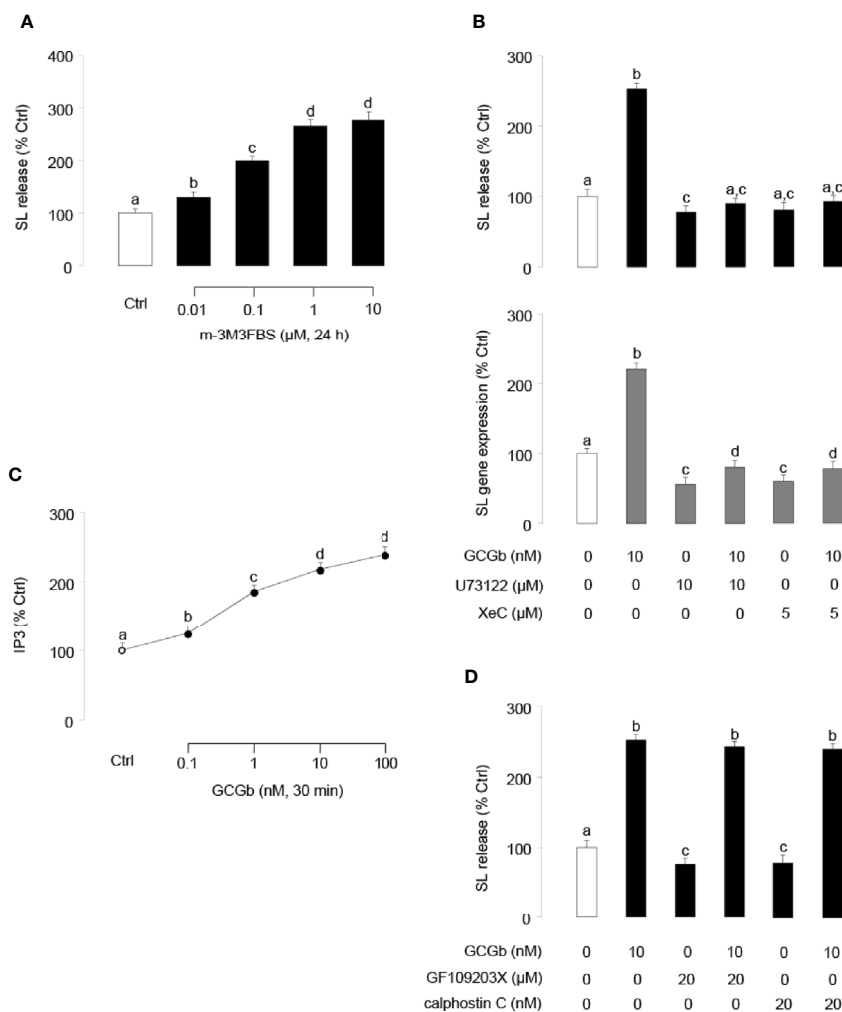 A
SL release (% Ctrl)
400
300
200
100
0
a
b
c
d
d
Ctrl
0.01
0.1
1
10
m-3M3FBS (µM, 24 h)
B
SL release (% Ctrl)
300
200
100
0
a
b
c
a,c
a,c
a,c
SL gene expression (% Ctrl)
300
200
100
0
a
b
c
d
c
d
GCGb (nM) 0 10 0 10 0 10
U73122 (µM) 0 0 10 10 0 0
XeC (µM) 0 0 0 0 5 5
C
IP3 (% Ctrl)
300
200
100
0
a
b
c
d
d
Ctrl
0.1
1
10
100
GCGb (nM, 30 min)
D
SL release (% Ctrl)
300
200
100
0
a
b
c
b
c
b
GCGb (nM) 0 10 0 10 0 10
GF109203X (µM) 0 0 20 20 0 0
calphostin C (nM) 0 0 0 0 20 20